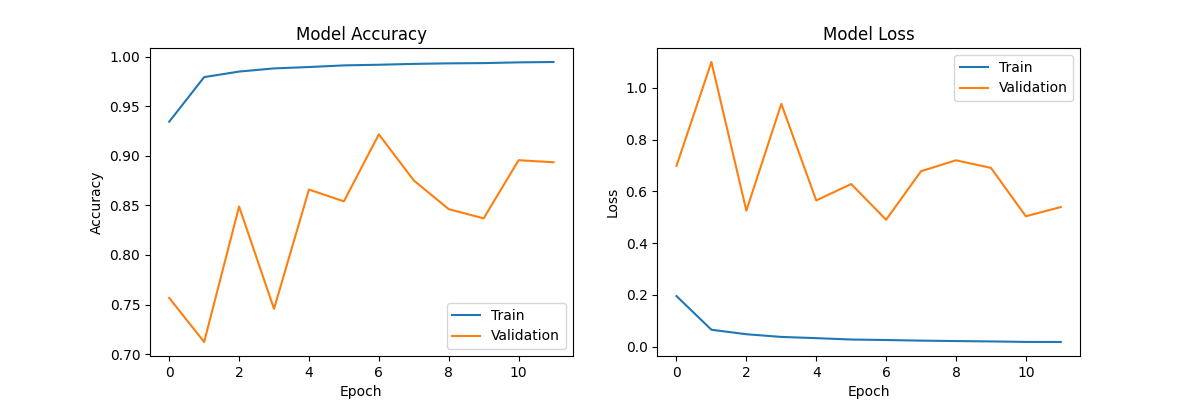 Model Accuracy
1.00
0.95
0.90
0.85
0.80
0.75
0.70
Accuracy
0 2 4 6 8 10
Epoch
Train
Validation
Model Loss
1.0
0.8
0.6
0.4
0.2
0.0
Loss
0 2 4 6 8 10
Epoch
Train
Validation